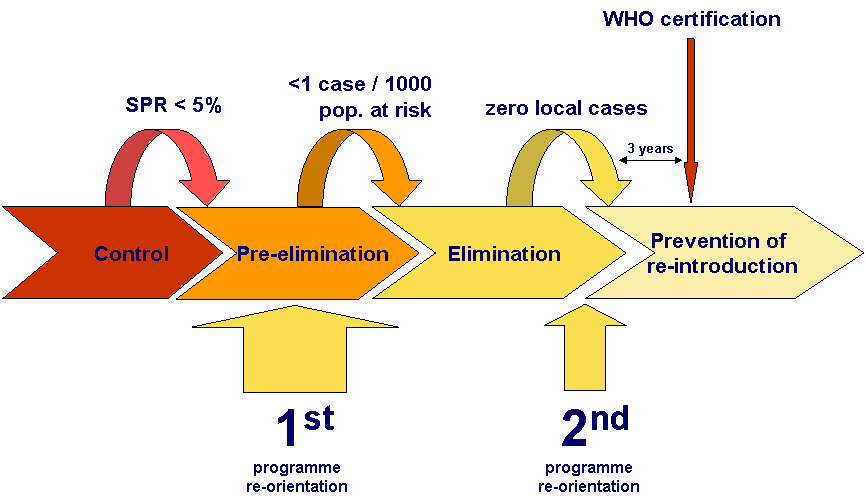 WHO certification
SPR < 5%
<1 case / 1000
pop. at risk
zero local cases
3 years
Control
Pre-elimination
Elimination
Prevention of
re-introduction
1st
programme
re-orientation
2nd
programme
re-orientation